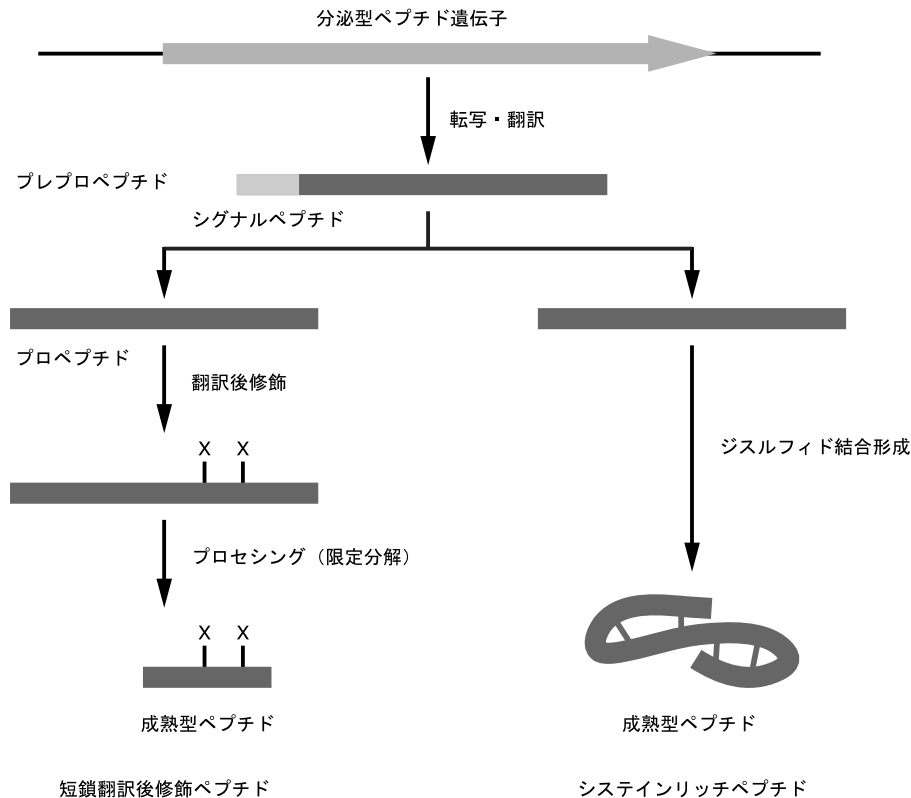 分泌型ペプチド遺伝子
転写・翻訳
プレプロペプチド
シグナルペプチド
プロペプチド
翻訳後修飾
X X
ジスルフィド結合形成
プロセシング（限定分解）
X X
成熟型ペプチド
成熟型ペプチド
短鎖翻訳後修飾ペプチド
システインリッチペプチド